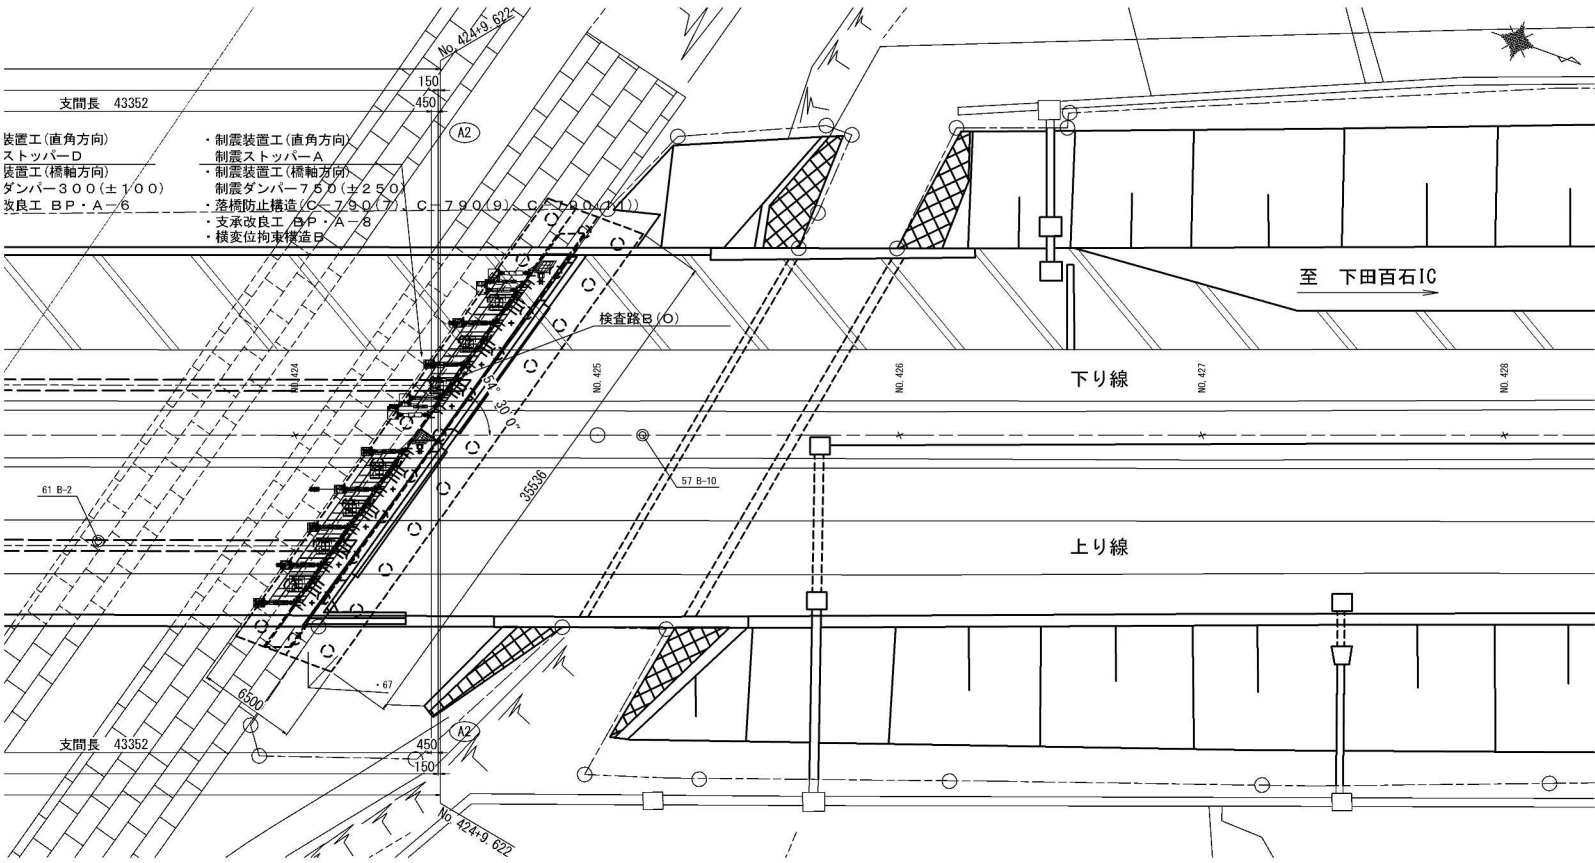 No. 424+9.622
150
支間長 43352
450
A2
装置工(直角方向)
ストッパーD
装置工(橋軸方向)
ダンパー300(±100)
改良工 BP・A-6
・制震装置工(直角方向)
制震ストッパーA
・制震装置工(橋軸方向)
制震ダンパー750(±250)
・落橋防止構造(C-790(7), C-790(9), C-790(11))
・支承改良工 BP・A-8
・横変位拘束構造B
至 下田百石IC
検査路B(O)
NO.424
NO.425
NO.426
NO.427
NO.428
下り線
54° 30′0″
35536
57 B-10
61 B-2
上り線
・67
6500
A2
支間長 43352
450
150
No. 424+9.622